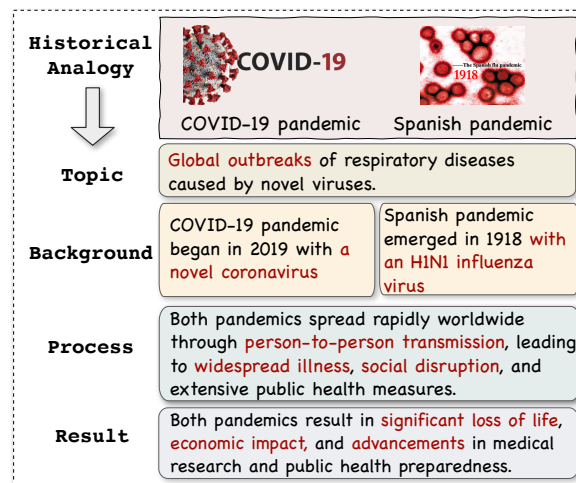 Historical
Analogy
COVID-19
The Spanish flu pandemic
1918
COVID-19 pandemic
Spanish pandemic
Topic
Global outbreaks of respiratory diseases
caused by novel viruses.
Background
COVID-19 pandemic
began in 2019 with a
novel coronavirus
Spanish pandemic
emerged in 1918 with
an H1N1 influenza
virus
Process
Both pandemics spread rapidly worldwide
through person-to-person transmission, leading
to widespread illness, social disruption, and
extensive public health measures.
Result
Both pandemics result in significant loss of life,
economic impact, and advancements in medical
research and public health preparedness.